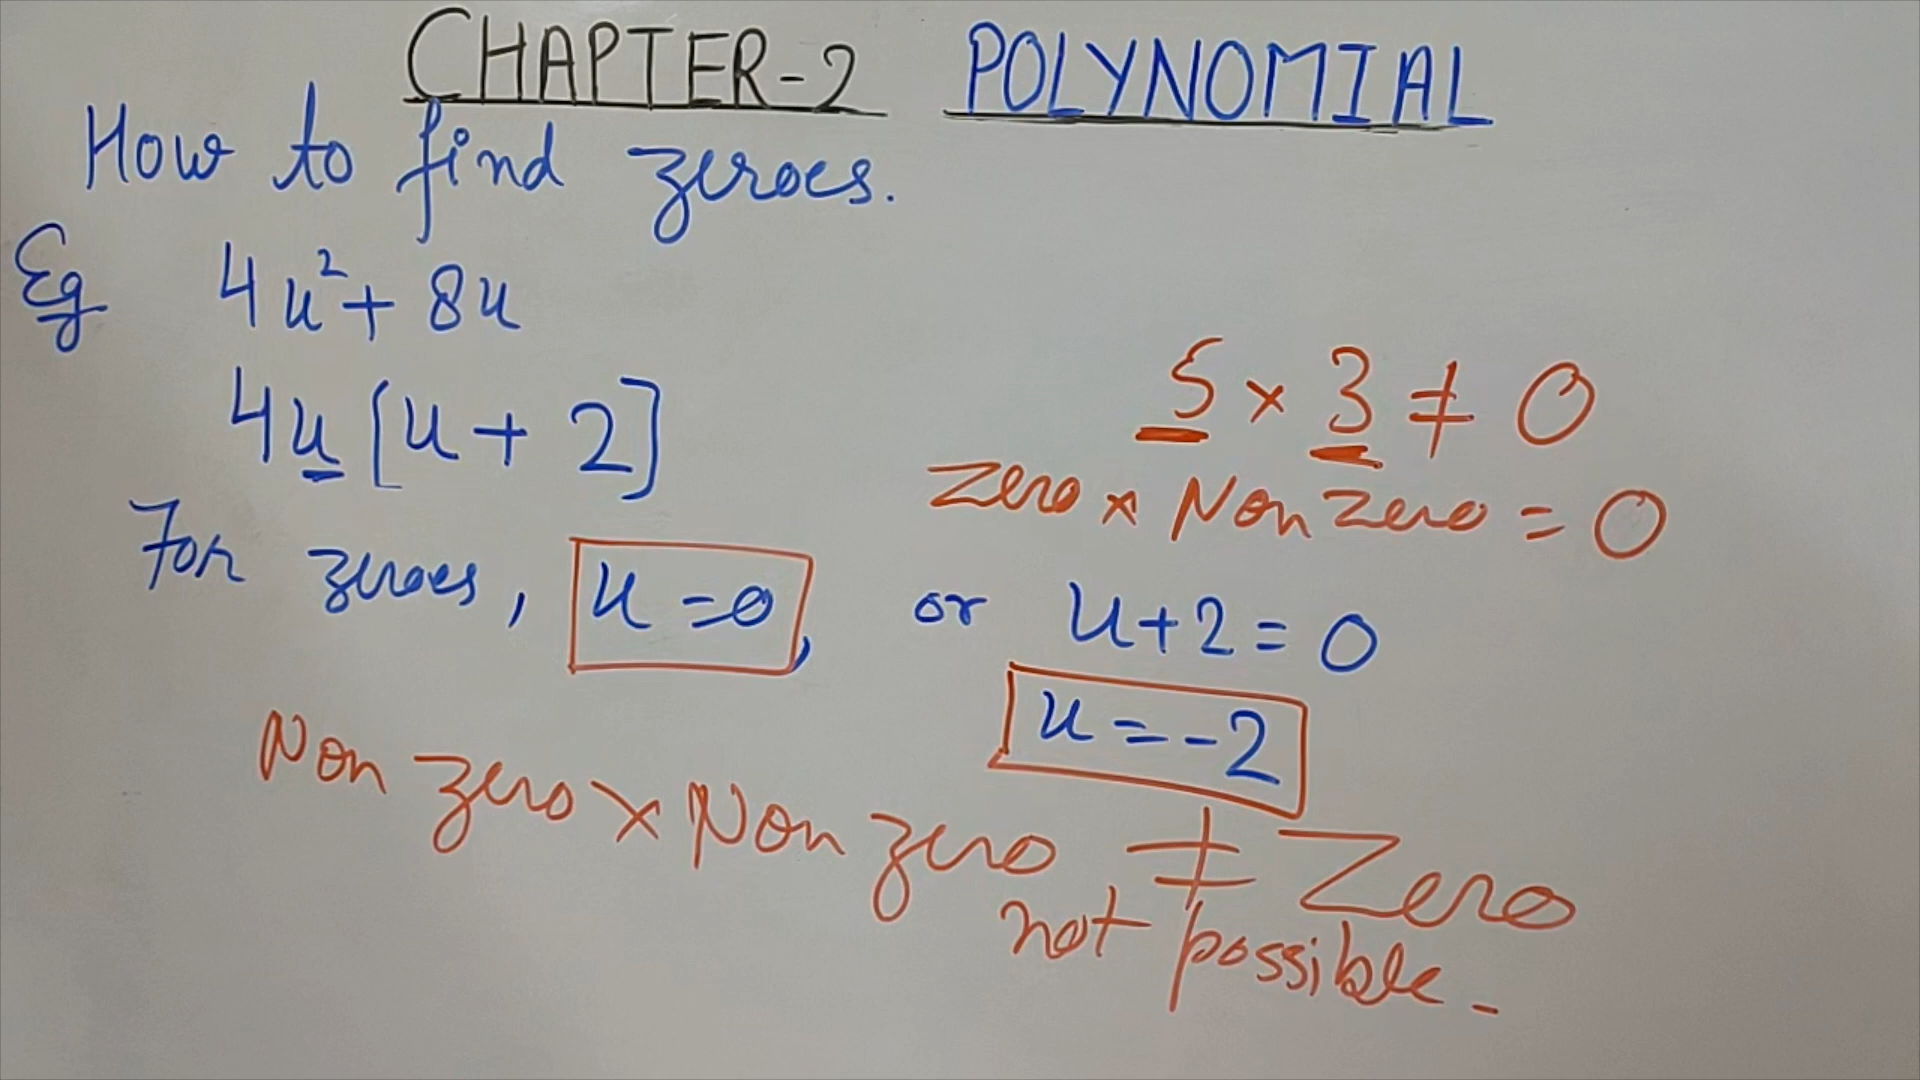 CHAPTER-2 POLYNOMIAL
How to find zeroes.
Eg 4u²+ 8u
4u [u+ 2]
5 × 3 ≠ 0
Zero × Non Zero = 0
For zeroes, u=0, or u+2=0
u=-2
Non zero × Non zero ≠ Zero
not possible.